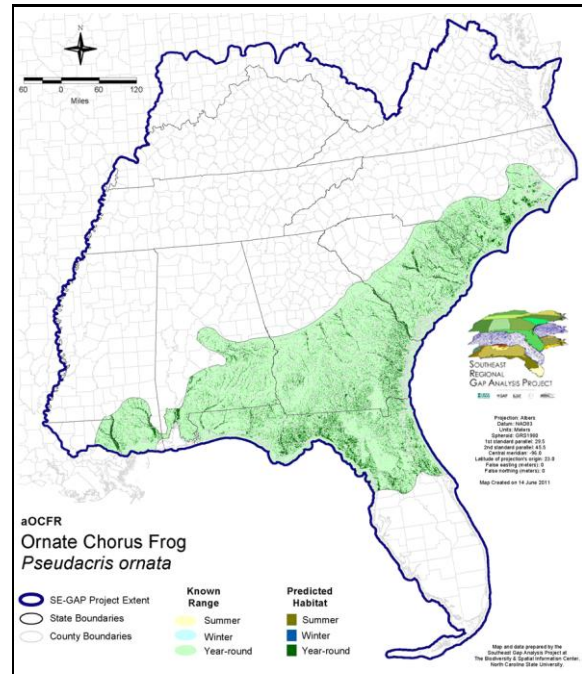 N
60 0 60 120
Miles
SOUTHEAST
REGIONAL
GAP ANALYSIS PROJECT
Projection: Albers
Datum: NAD83
Units: Meters
Spheroid: GRS1980
1st standard parallel: 29.5
2nd standard parallel: 45.5
Central meridian: -96.0
Latitude of projection's origin: 23.0
False easting (meters): 0
False northing (meters): 0
Map Created on 14 June 2011
aOCFR
Ornate Chorus Frog
Pseudacris ornata
SE-GAP Project Extent
State Boundaries
County Boundaries
Known
Range
Summer
Winter
Year-round
Predicted
Habitat
Summer
Winter
Year-round
Map and data prepared by the
Southeast Gap Analysis Project at
The Biodiversity & Spatial Information Center,
North Carolina State University.